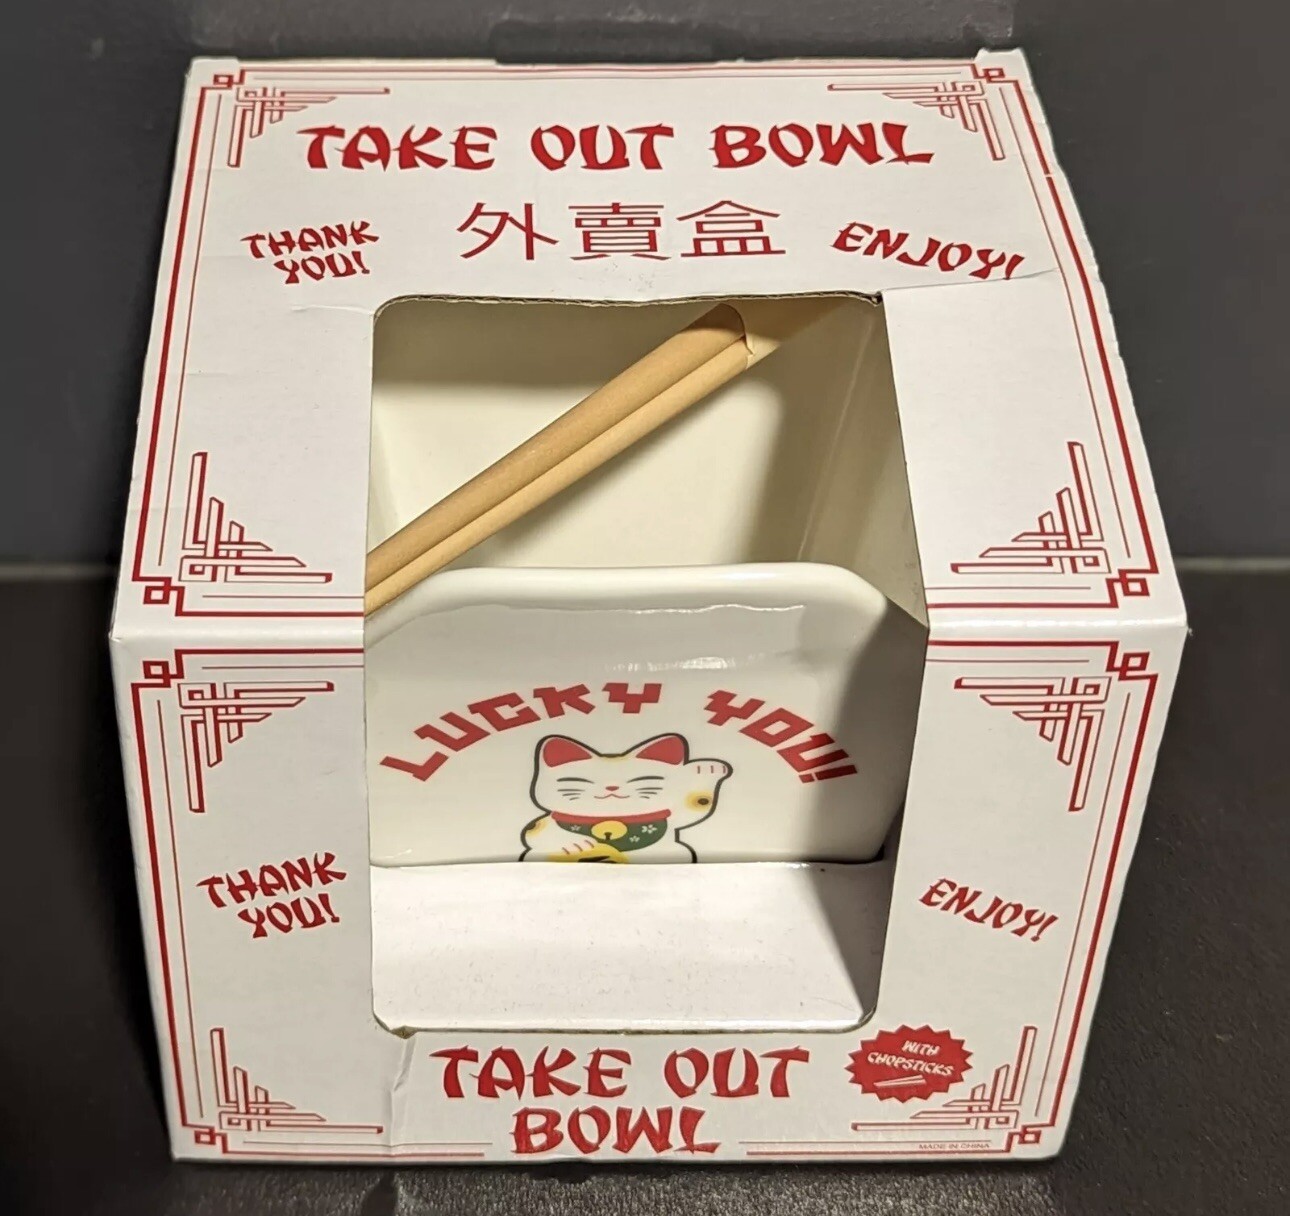 TAKE OUT BOWL
外賣盒
THANK
YOU!
ENJOY!
LUCKY YOU!
THANK
YOU!
ENJOY!
TAKE OUT
BOWL
WITH
CHOPSTICKS
MADE IN CHINA